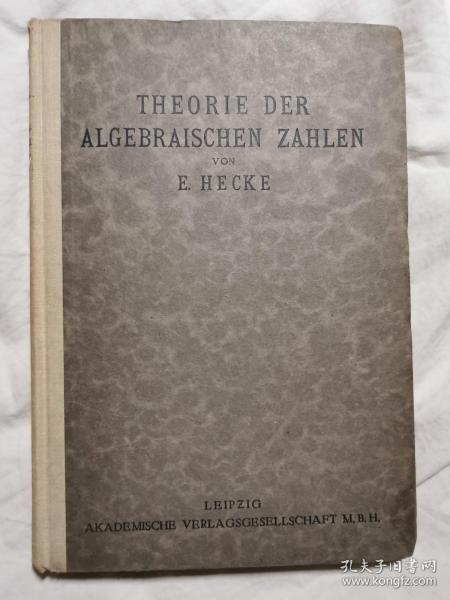 THEORIE DER
ALGEBRAISCHEN ZAHLEN
VON
E. HECKE
LEIPZIG
AKADEMISCHE VERLAGSGESELLSCHAFT M. B. H.
孔夫子旧书网
www.kongfz.com